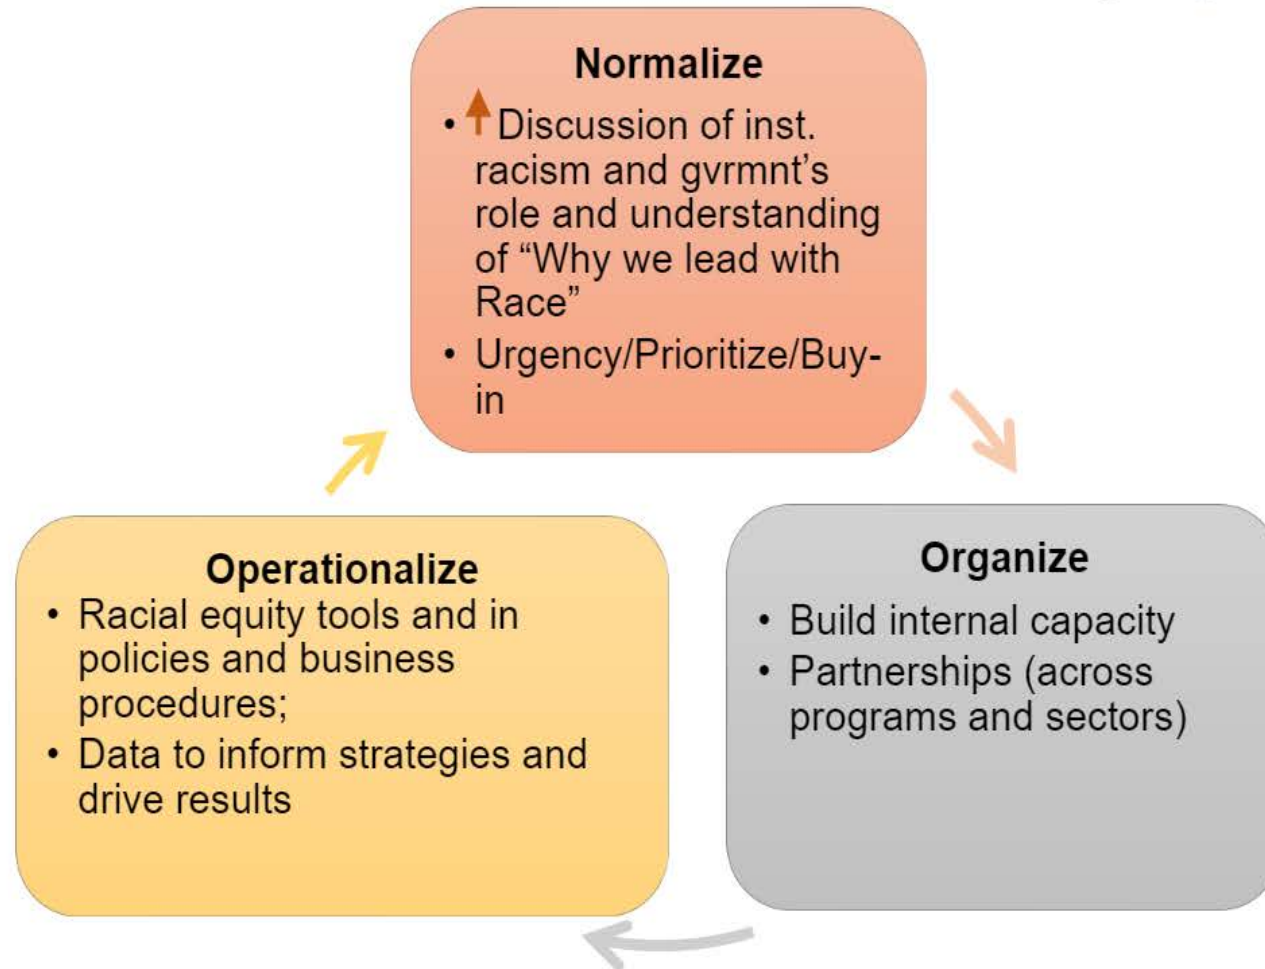 Normalize
• Discussion of inst.
racism and gvrmnt's
role and understanding
of “Why we lead with
Race”
• Urgency/Prioritize/Buy-
in
Operationalize
• Racial equity tools and in
policies and business
procedures;
• Data to inform strategies and
drive results
Organize
• Build internal capacity
• Partnerships (across
programs and sectors)